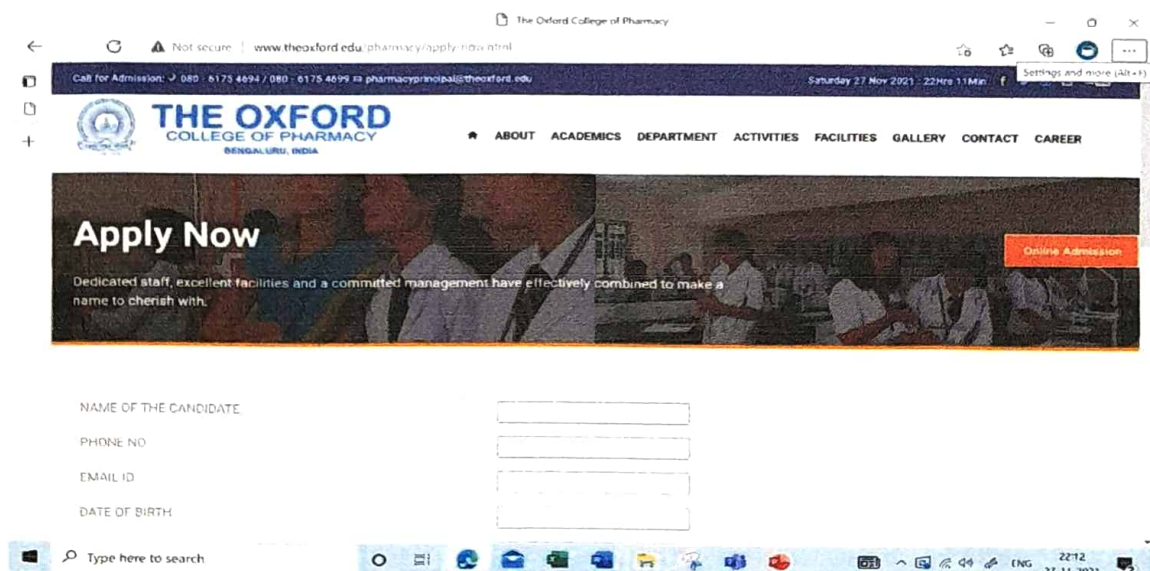 The Oxford College of Pharmacy
Not secure www.theoxford.edu/pharmacy/apply-now.html
Settings and more (Alt+F)
Call for Admission: 080 - 6175 4694 / 080 - 6175 4699 pharmacyprincipal@theoxford.edu
Saturday 27 Nov 2021 : 22Hrs 11Min
THE OXFORD
COLLEGE OF PHARMACY
BENGALURU, INDIA
ABOUT ACADEMICS DEPARTMENT ACTIVITIES FACILITIES GALLERY CONTACT CAREER
Apply Now
Online Admission
Dedicated staff, excellent facilities and a committed management have effectively combined to make a
name to cherish with.
NAME OF THE CANDIDATE
PHONE NO
EMAIL ID
DATE OF BIRTH
Type here to search
ENG
22:12
27-11-2021